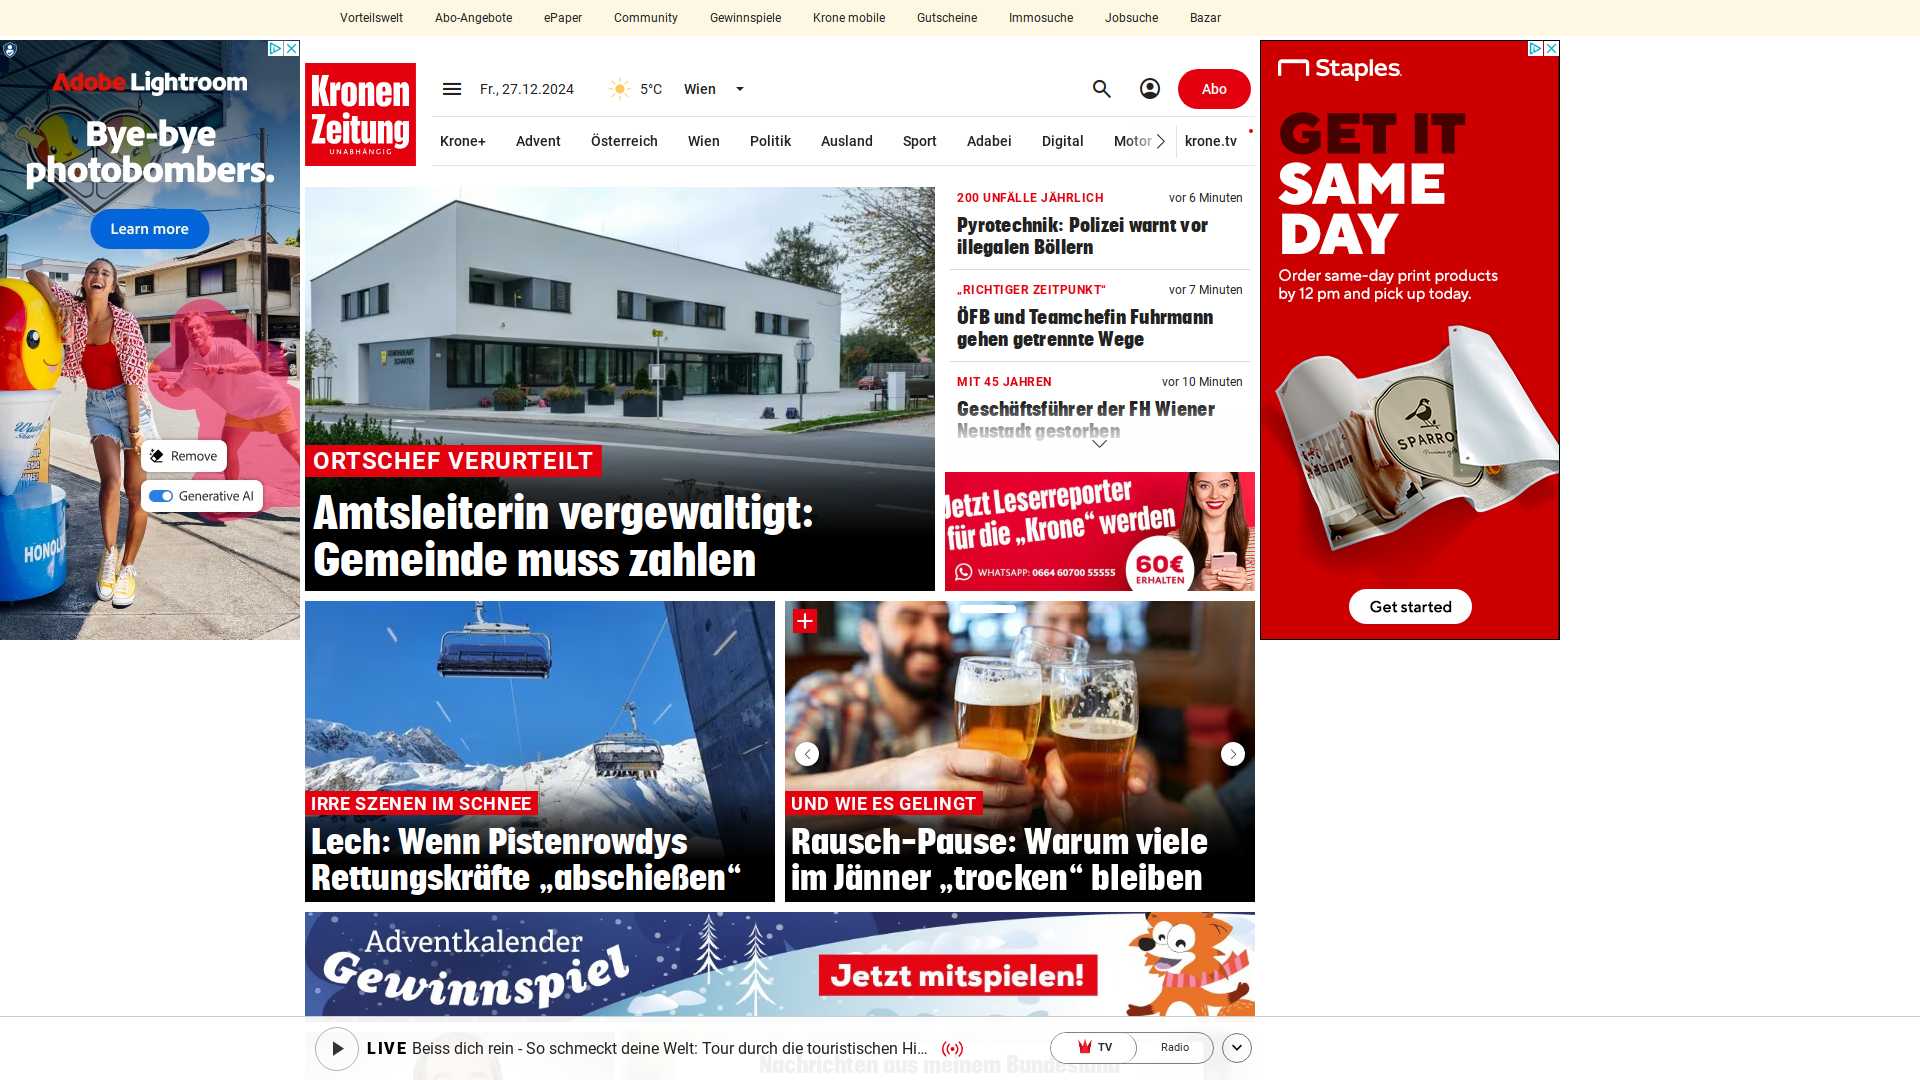 Vorteilswelt
Abo-Angebote
ePaper
Community
Gewinnspiele
Krone mobile
Gutscheine
Immosuche
Jobsuche
Bazar
Adobe Lightroom
Bye-bye
photobombers.
Learn more
Remove
Generative AI
Kronen
Zeitung
UNABHÄNGIG
Fr., 27.12.2024
5°C
Wien
Abo
Krone+
Advent
Österreich
Wien
Politik
Ausland
Sport
Adabei
Digital
Motor
krone.tv
ORTSCHEF VERURTEILT
Amtsleiterin vergewaltigt:
Gemeinde muss zahlen
200 UNFÄLLE JÄHRLICH
vor 6 Minuten
Pyrotechnik: Polizei warnt vor
illegalen Böllern
„RICHTIGER ZEITPUNKT“
vor 7 Minuten
ÖFB und Teamchefin Fuhrmann
gehen getrennte Wege
MIT 45 JAHREN
vor 10 Minuten
Geschäftsführer der FH Wiener
Neustadt gestorben
Jetzt Leserreporter
für die „Krone“ werden
WHATSAPP: 0664 60700 55555
60€
ERHALTEN
IRRE SZENEN IM SCHNEE
Lech: Wenn Pistenrowdys
Rettungskräfte „abschießen“
UND WIE ES GELINGT
Rausch-Pause: Warum viele
im Jänner „trocken“ bleiben
Adventkalender
Gewinnspiel
Jetzt mitspielen!
LIVE Beiss dich rein - So schmeckt deine Welt: Tour durch die touristischen Hi...
TV
Radio
Nachrichten aus meinem Bundesland
Staples.
GET IT
SAME
DAY
Order same-day print products
by 12 pm and pick up today.
Get started